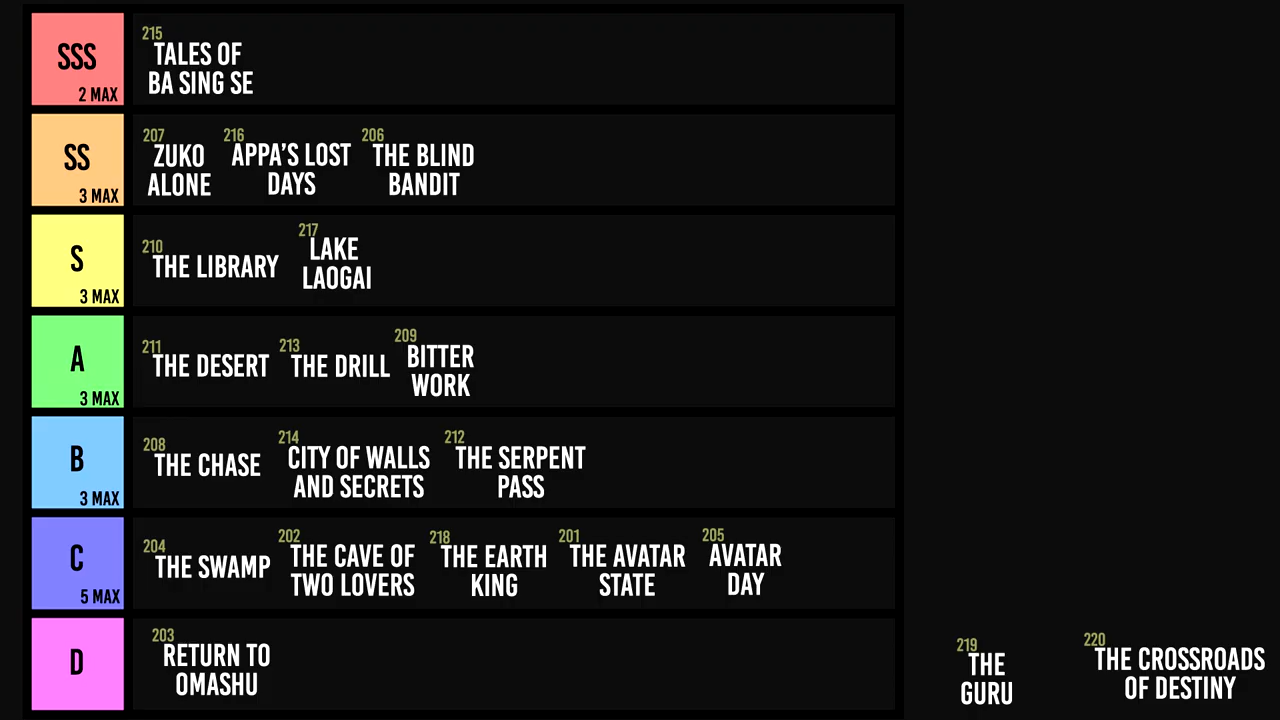 SSS
2 MAX
215
TALES OF
BA SING SE
SS
3 MAX
207
ZUKO
ALONE
216
APPA'S LOST
DAYS
206
THE BLIND
BANDIT
S
3 MAX
210
THE LIBRARY
217
LAKE
LAOGAI
A
3 MAX
211
THE DESERT
213
THE DRILL
209
BITTER
WORK
B
3 MAX
208
THE CHASE
214
CITY OF WALLS
AND SECRETS
212
THE SERPENT
PASS
C
5 MAX
204
THE SWAMP
202
THE CAVE OF
TWO LOVERS
218
THE EARTH
KING
201
THE AVATAR
STATE
205
AVATAR
DAY
D
203
RETURN TO
OMASHU
219
THE
GURU
220
THE CROSSROADS
OF DESTINY